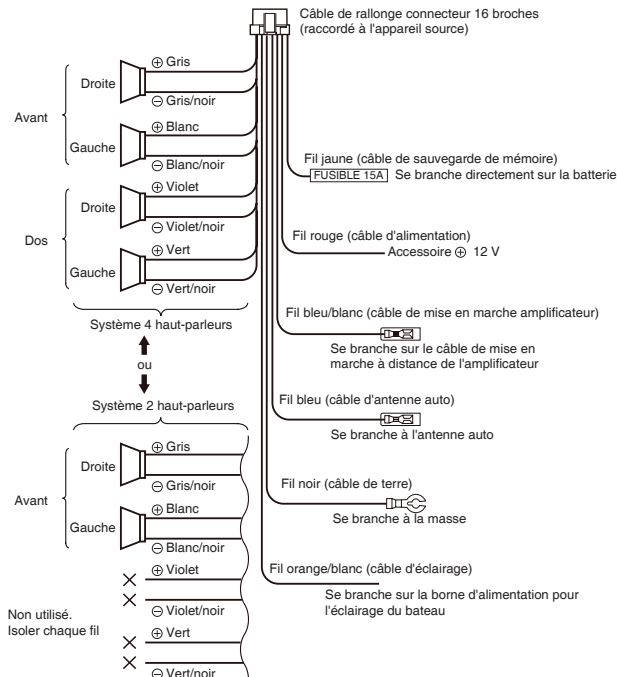 Câble de rallonge connecteur 16 broches
(raccordé à l'appareil source)
Avant
Droite
⊕ Gris
⊖ Gris/noir
Gauche
⊕ Blanc
⊖ Blanc/noir
Dos
Droite
⊕ Violet
⊖ Violet/noir
Gauche
⊕ Vert
⊖ Vert/noir
Système 4 haut-parleurs
ou
Système 2 haut-parleurs
Avant
Droite
⊕ Gris
⊖ Gris/noir
Gauche
⊕ Blanc
⊖ Blanc/noir
⊕ Violet
⊖ Violet/noir
Non utilisé.
Isoler chaque fil
⊕ Vert
⊖ Vert/noir
Fil jaune (câble de sauvegarde de mémoire)
FUSIBLE 15A Se branche directement sur la batterie
Fil rouge (câble d'alimentation)
Accessoire ⊕ 12 V
Fil bleu/blanc (câble de mise en marche amplificateur)
Se branche sur le câble de mise en
marche à distance de l'amplificateur
Fil bleu (câble d'antenne auto)
Se branche à l'antenne auto
Fil noir (câble de terre)
Se branche à la masse
Fil orange/blanc (câble d'éclairage)
Se branche sur la borne d'alimentation pour
l'éclairage du bateau